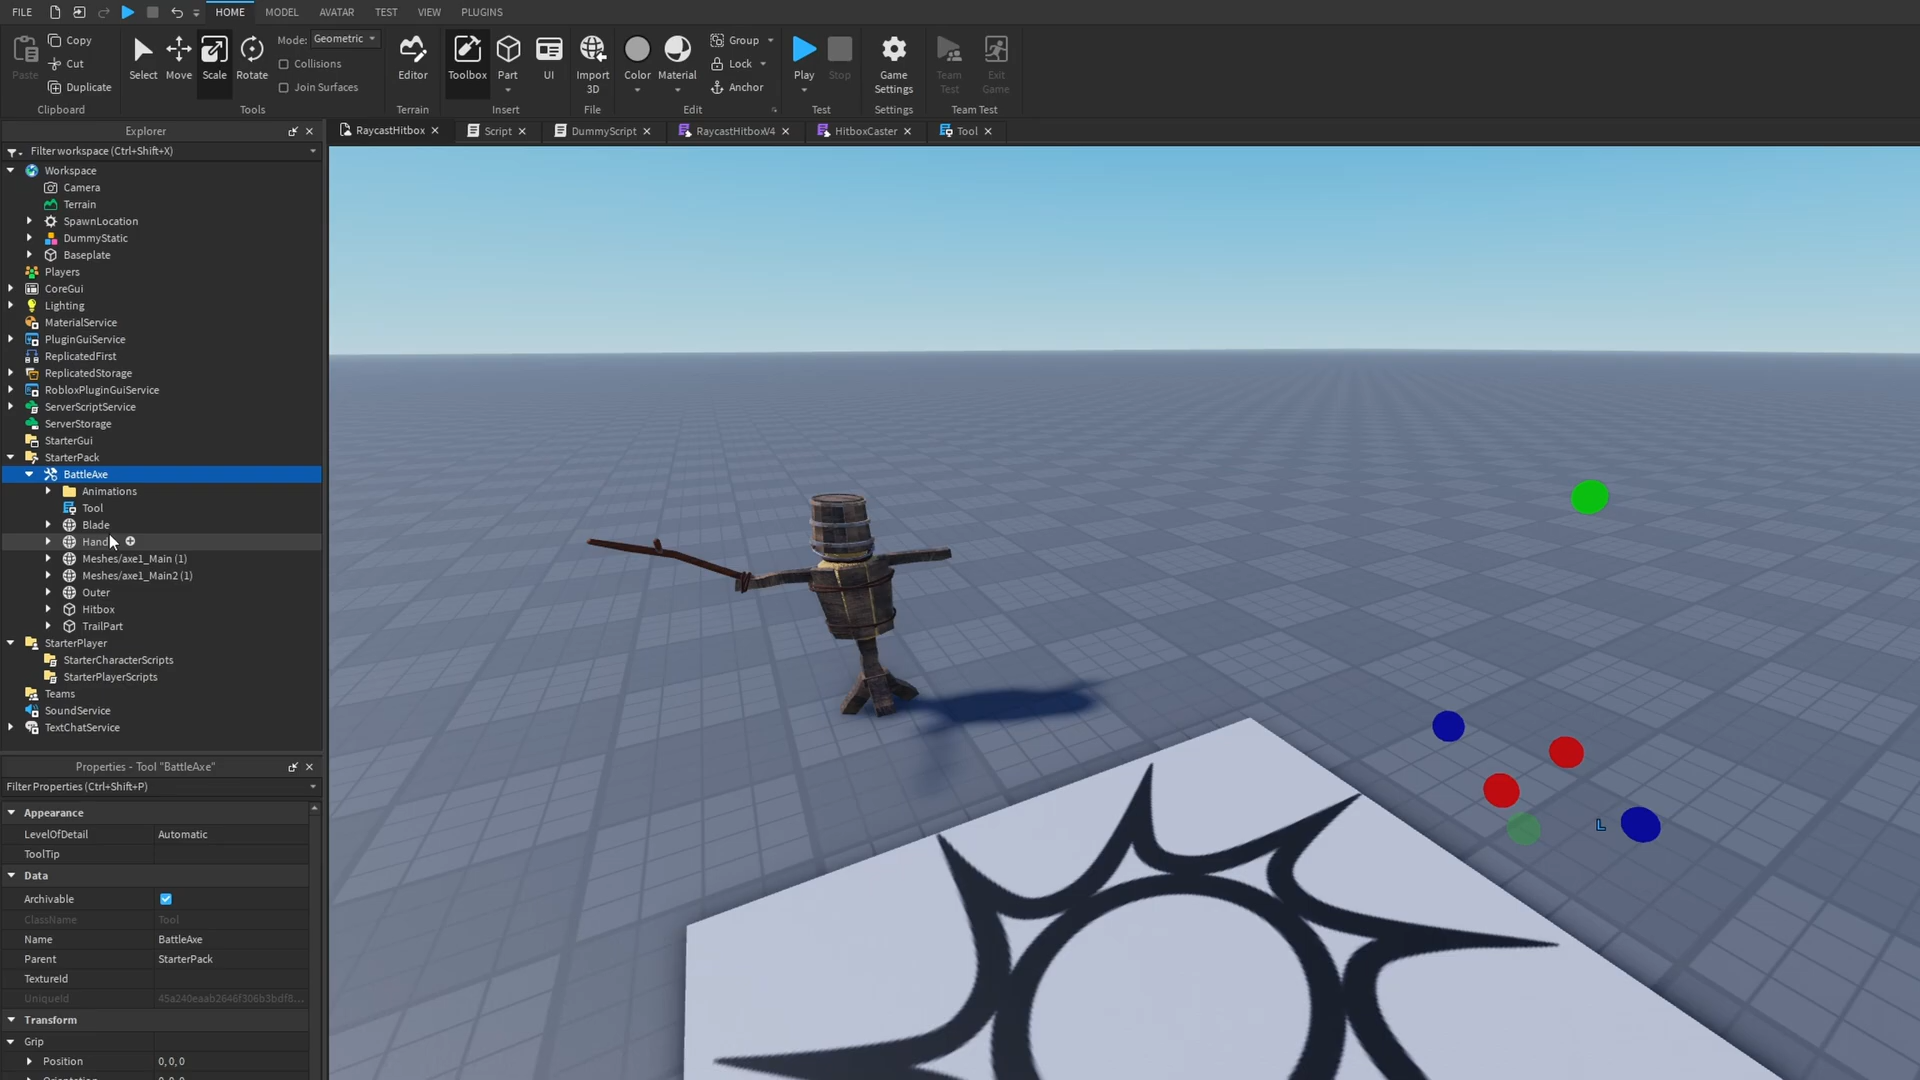 FILE HOME MODEL AVATAR TEST VIEW PLUGINS
Paste Copy Cut Duplicate Clipboard
Select Move Scale Rotate Mode: Geometric Collisions Join Surfaces Tools
Editor Terrain
Toolbox Part UI Insert
Import 3D File
Color Material Group Lock Anchor Edit
Play Stop Test
Game Settings Settings
Team Test Exit Game Team Test
Explorer
RaycastHitbox Script DummyScript RaycastHitboxV4 HitboxCaster Tool
Filter workspace (Ctrl+Shift+X)
Workspace
Camera
Terrain
SpawnLocation
DummyStatic
Baseplate
Players
CoreGui
Lighting
MaterialService
PluginGuiService
ReplicatedFirst
ReplicatedStorage
RobloxPluginGuiService
ServerScriptService
ServerStorage
StarterGui
StarterPack
BattleAxe
Animations
Tool
Blade
Hand
Meshes/axe1_Main (1)
Meshes/axe1_Main2 (1)
Outer
Hitbox
TrailPart
StarterPlayer
StarterCharacterScripts
StarterPlayerScripts
Teams
SoundService
TextChatService
Properties - Tool "BattleAxe"
Filter Properties (Ctrl+Shift+P)
Appearance
LevelOfDetail Automatic
ToolTip
Data
Archivable
ClassName Tool
Name BattleAxe
Parent StarterPack
TextureId
UniqueId 45a240eaab2646f306b3bdf8...
Transform
Grip
Position 0,0,0
L